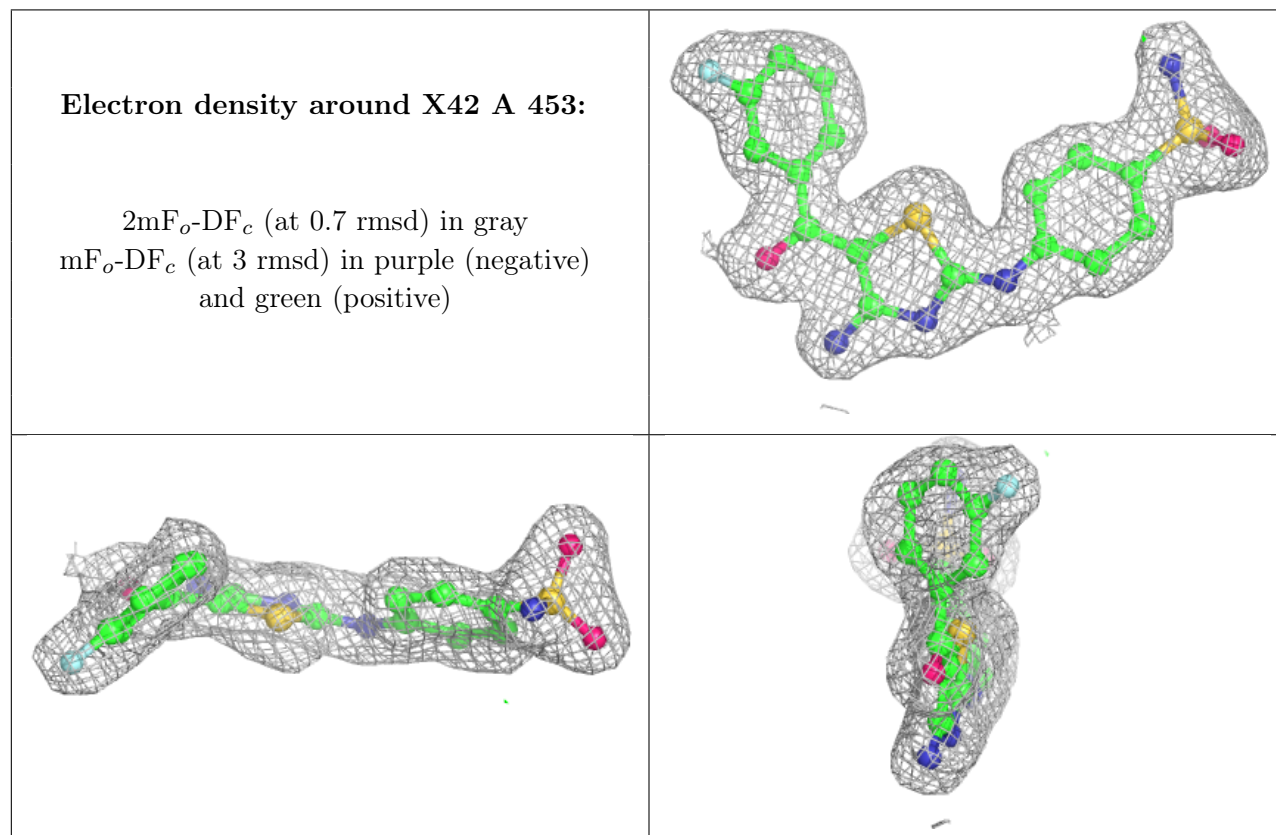 Electron density around X42 A 453:
2mFo-DFc (at 0.7 rmsd) in gray
mFo-DFc (at 3 rmsd) in purple (negative)
and green (positive)